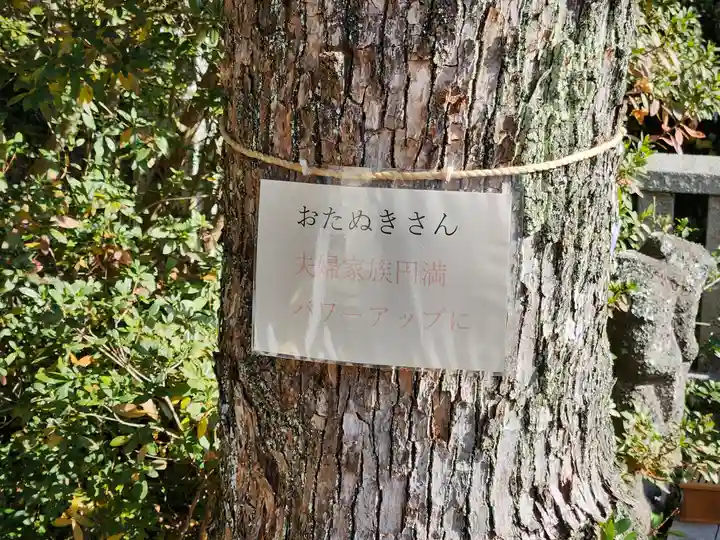 おたぬきさん
夫婦家族円満
パワーアップに